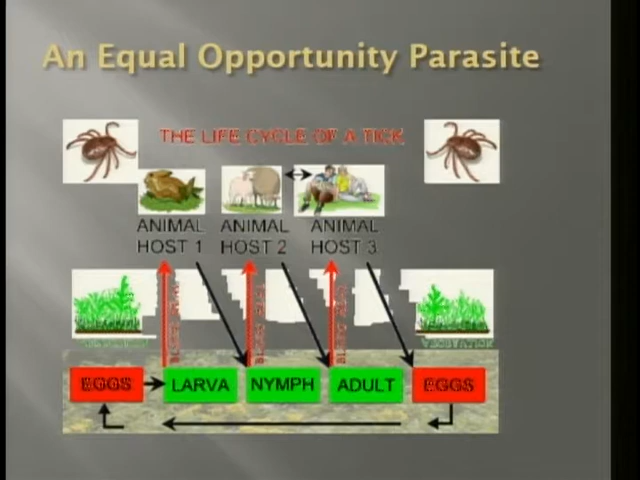 An Equal Opportunity Parasite
THE LIFE CYCLE OF A TICK
ANIMAL HOST 1
ANIMAL HOST 2
ANIMAL HOST 3
VEGETATION
EGGS
LARVA
NYMPH
ADULT
EGGS